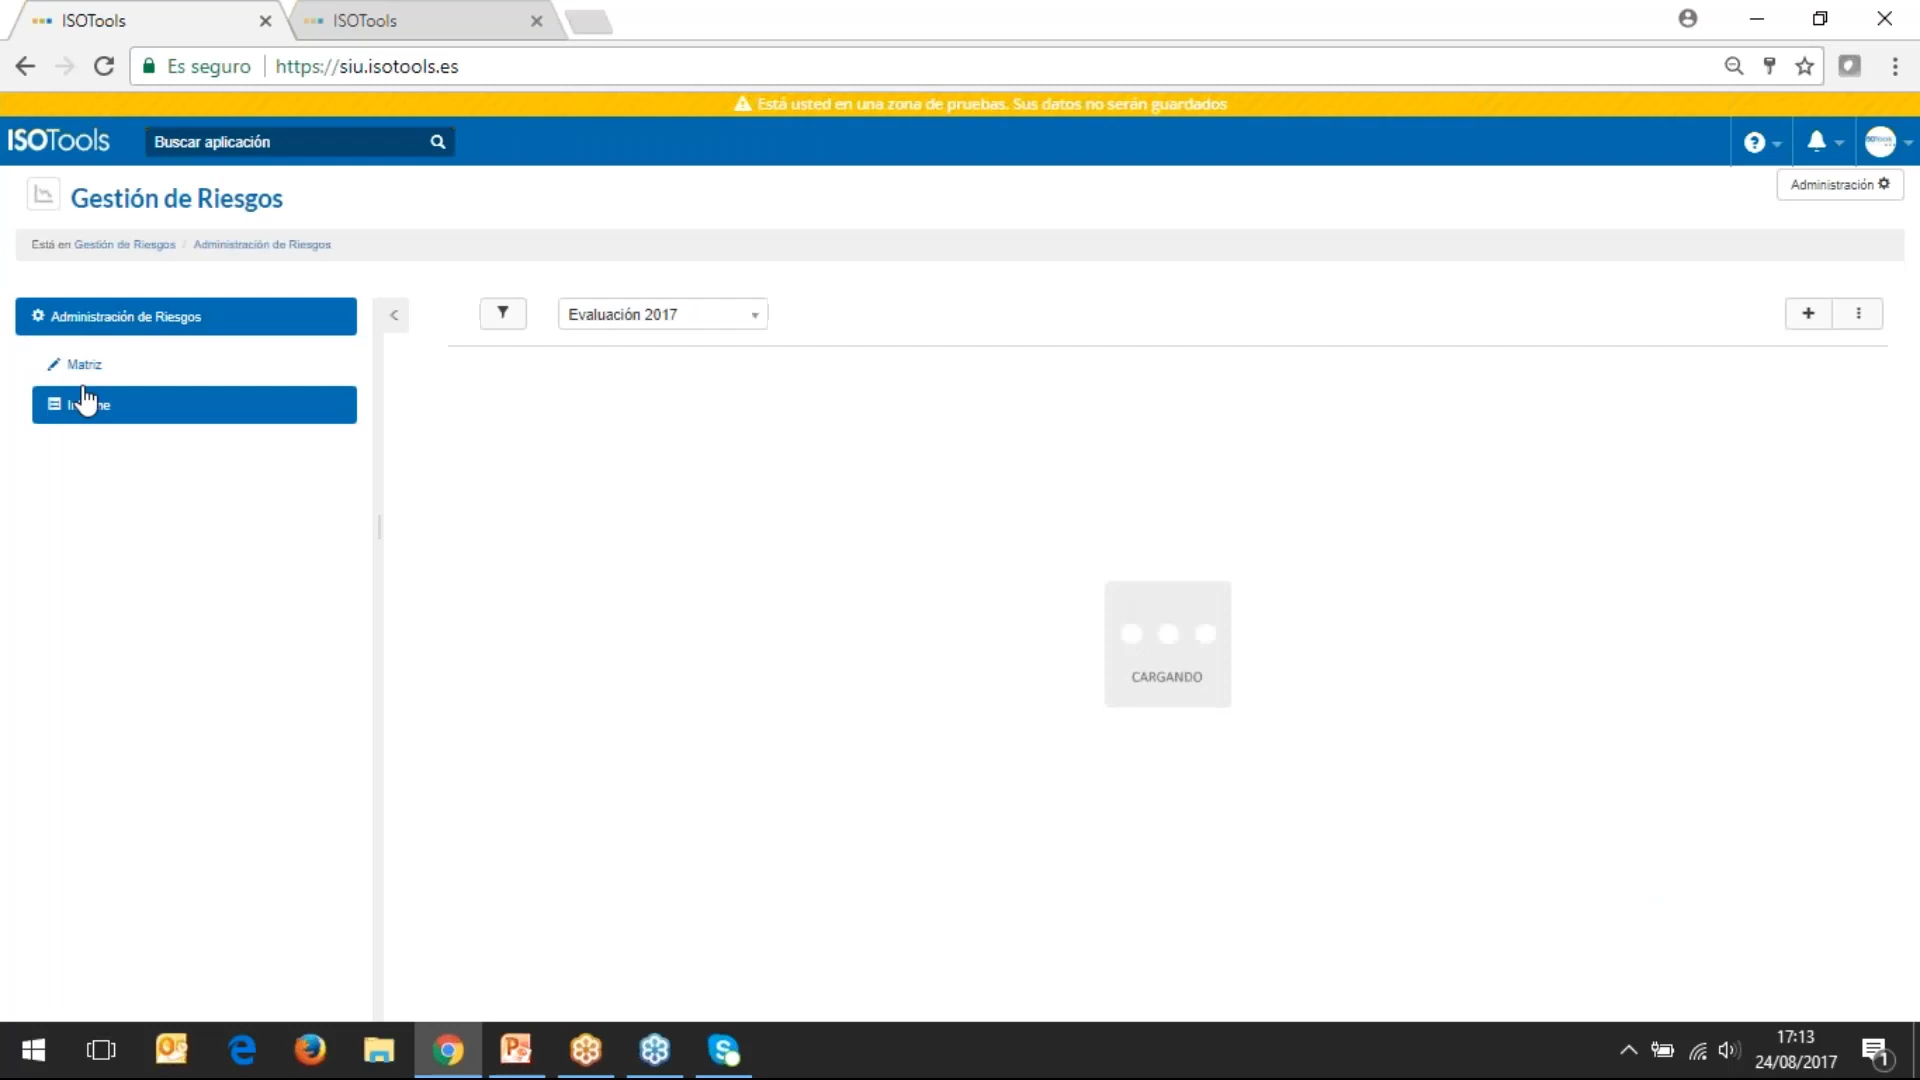 ISOTools
ISOTools
Es seguro
https://siu.isotools.es
Está usted en una zona de pruebas. Sus datos no serán guardados
ISOTools
Buscar aplicación
Gestión de Riesgos
Administración
Está en Gestión de Riesgos / Administración de Riesgos
Administración de Riesgos
Evaluación 2017
Matriz
CARGANDO
17:13
24/08/2017
1